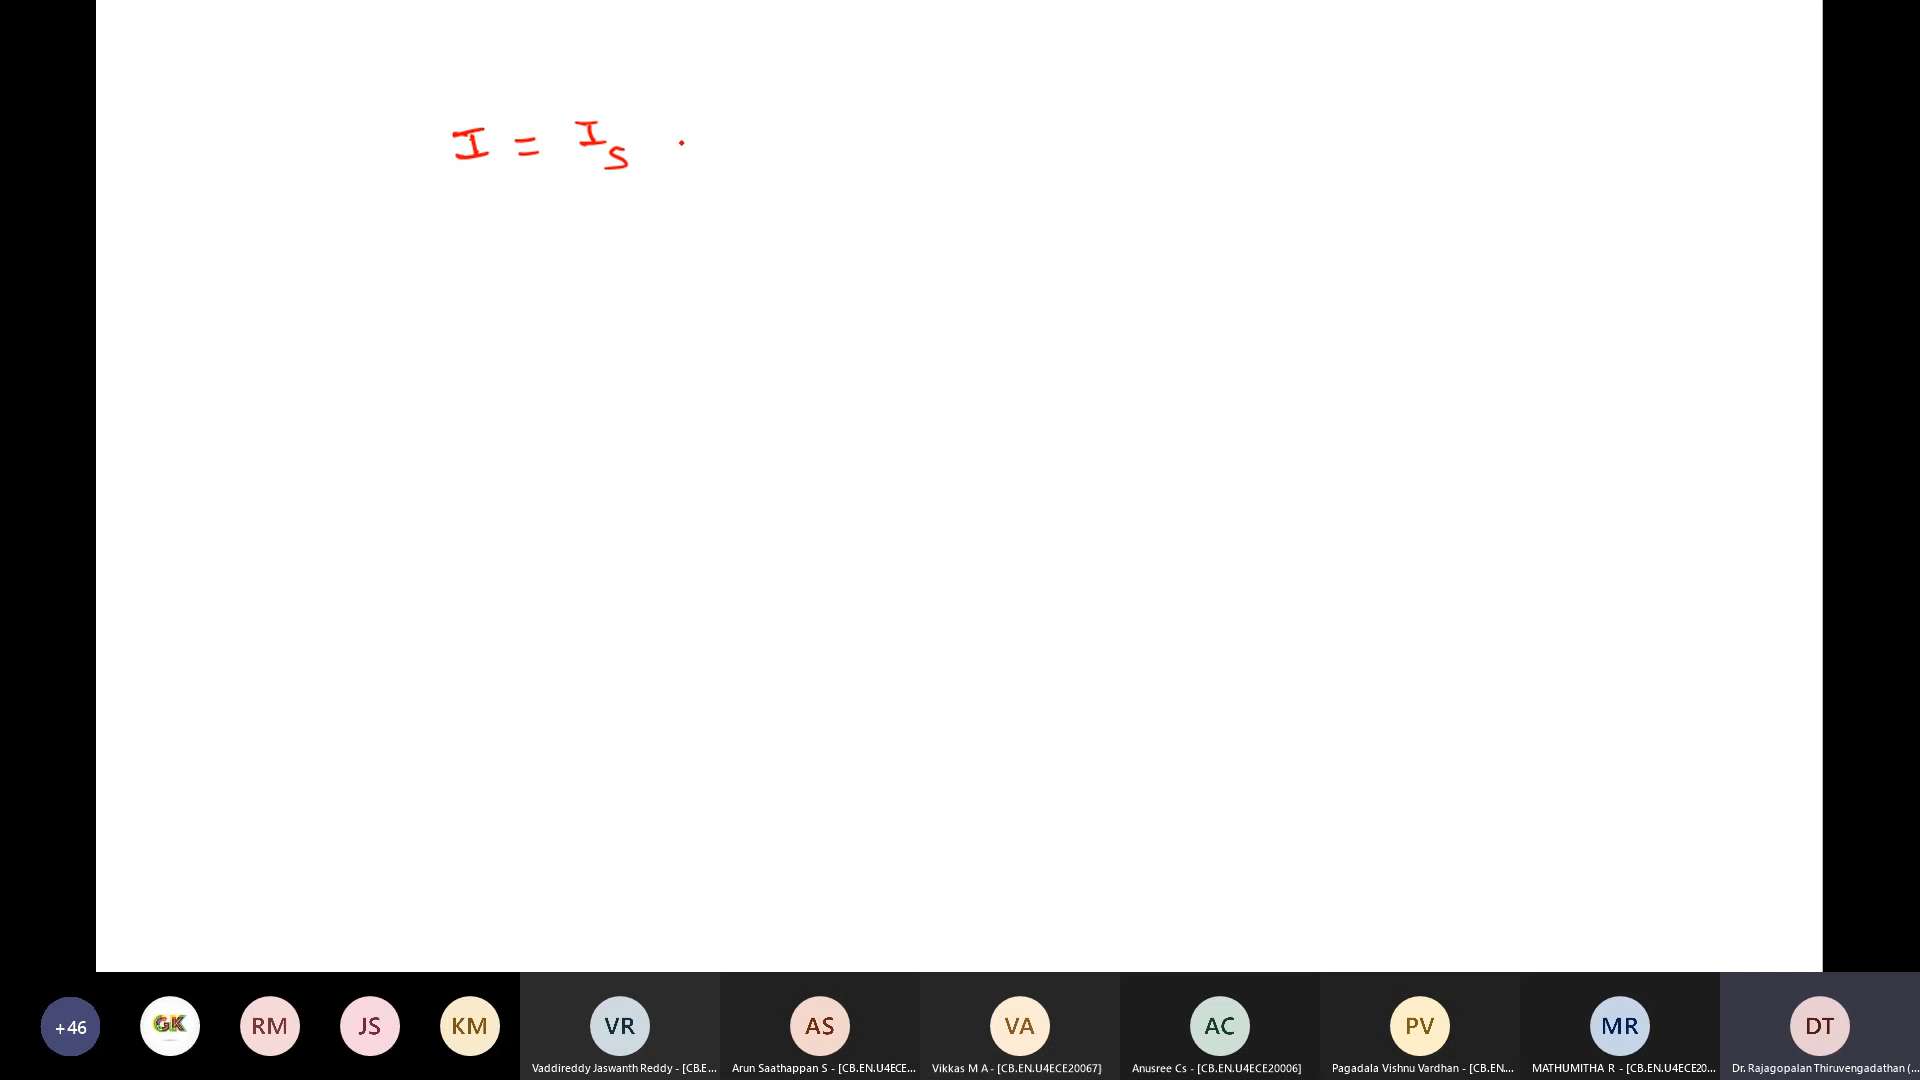 I = I_S .
+46
GK
RM
JS
KM
VR
AS
VA
AC
PV
MR
DT
Vaddireddy Jaswanth Reddy - [CB.E...
Arun Saathappan S - [CB.EN.U4ECE...
Vikkas M A - [CB.EN.U4ECE20067]
Anusree Cs - [CB.EN.U4ECE20006]
Pagadala Vishnu Vardhan - [CB.EN....
MATHUMITHA R - [CB.EN.U4ECE20...
Dr. Rajagopalan Thiruvengadathan (...